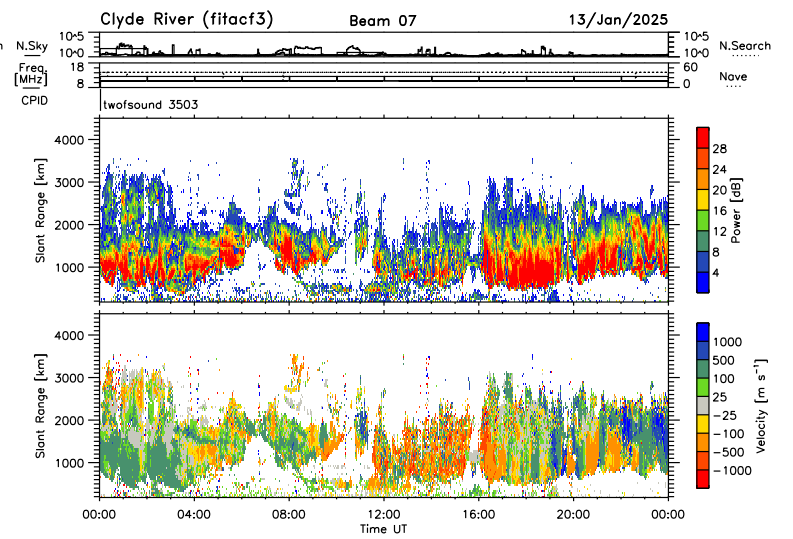 Clyde River (fitacf3) Beam 07 13/Jan/2025
N.Sky 10^5 10^0 10^5 10^0 N.Search
Freq. [MHz] 18 8 60 0 Nave
CPID twofsound 3503
Slant Range [km]
4000
3000
2000
1000
Power [dB]
28
24
20
16
12
8
4
Slant Range [km]
4000
3000
2000
1000
Velocity [m s⁻¹]
1000
500
100
25
-25
-100
-500
-1000
00:00 04:00 08:00 12:00 16:00 20:00 00:00
Time UT